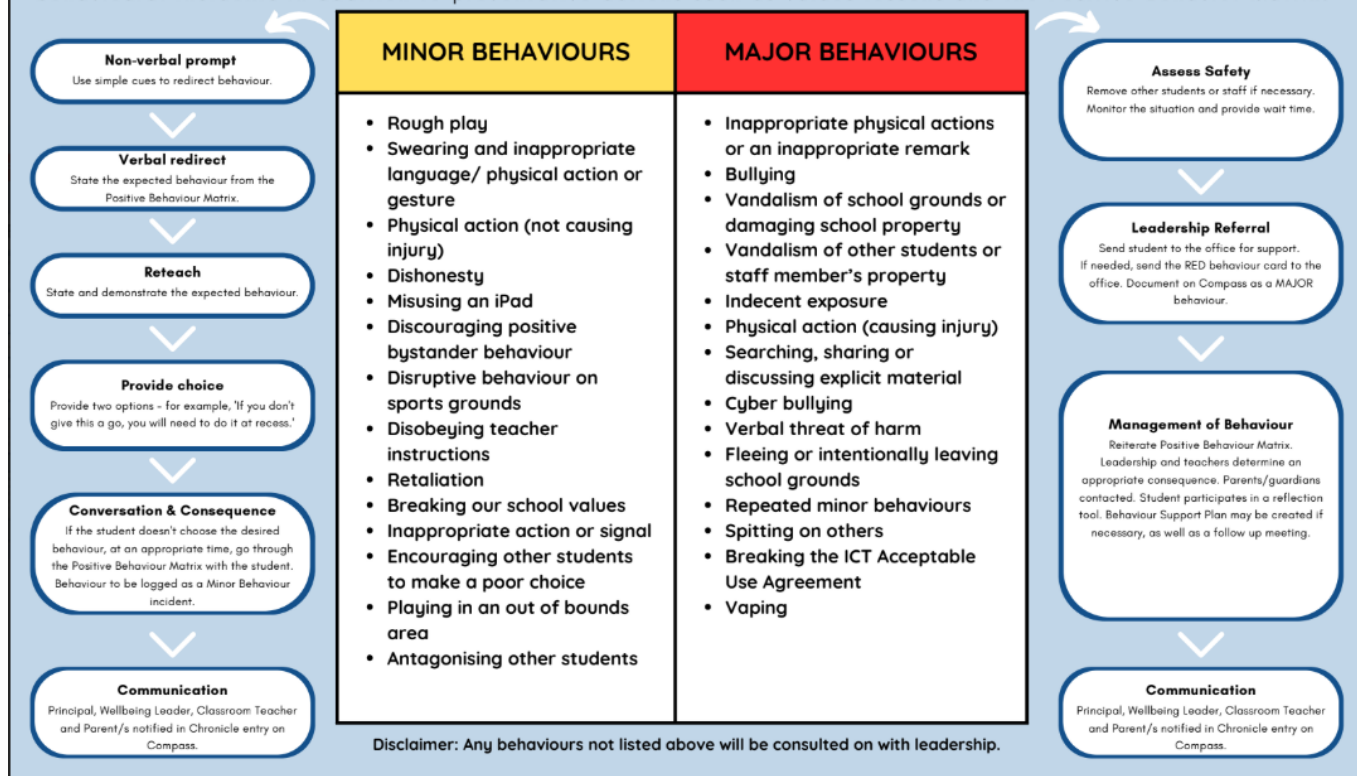 Non-verbal prompt
Use simple cues to redirect behaviour.
Verbal redirect
State the expected behaviour from the
Positive Behaviour Matrix.
Reteach
State and demonstrate the expected behaviour.
Provide choice
Provide two options - for example, 'If you don't
give this a go, you will need to do it at recess.'
Conversation & Consequence
If the student doesn't choose the desired
behaviour, at an appropriate time, go through
the Positive Behaviour Matrix with the student.
Behaviour to be logged as a Minor Behaviour
incident.
Communication
Principal, Wellbeing Leader, Classroom Teacher
and Parent/s notified in Chronicle entry on
Compass.
MINOR BEHAVIOURS
• Rough play
• Swearing and inappropriate
language/ physical action or
gesture
• Physical action (not causing
injury)
• Dishonesty
• Misusing an iPad
• Discouraging positive
bystander behaviour
• Disruptive behaviour on
sports grounds
• Disobeying teacher
instructions
• Retaliation
• Breaking our school values
• Inappropriate action or signal
• Encouraging other students
to make a poor choice
• Playing in an out of bounds
area
• Antagonising other students
MAJOR BEHAVIOURS
• Inappropriate physical actions
or an inappropriate remark
• Bullying
• Vandalism of school grounds or
damaging school property
• Vandalism of other students or
staff member's property
• Indecent exposure
• Physical action (causing injury)
• Searching, sharing or
discussing explicit material
• Cyber bullying
• Verbal threat of harm
• Fleeing or intentionally leaving
school grounds
• Repeated minor behaviours
• Spitting on others
• Breaking the ICT Acceptable
Use Agreement
• Vaping
Disclaimer: Any behaviours not listed above will be consulted on with leadership.
Assess Safety
Remove other students or staff if necessary.
Monitor the situation and provide wait time.
Leadership Referral
Send student to the office for support.
If needed, send the RED behaviour card to the
office. Document on Compass as a MAJOR
behaviour.
Management of Behaviour
Reiterate Positive Behaviour Matrix.
Leadership and teachers determine an
appropriate consequence. Parents/guardians
contacted. Student participates in a reflection
tool. Behaviour Support Plan may be created if
necessary, as well as a follow up meeting.
Communication
Principal, Wellbeing Leader, Classroom Teacher
and Parent/s notified in Chronicle entry on
Compass.